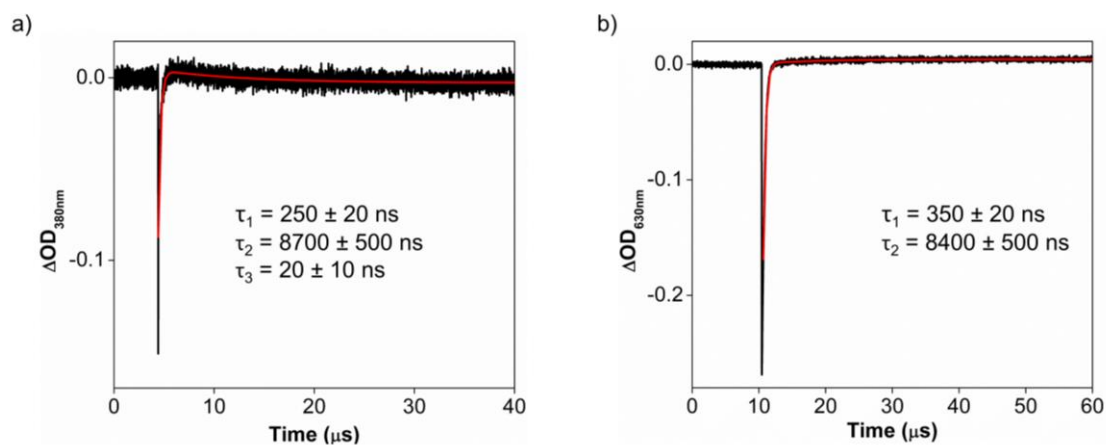 a)
0.0
-0.1
ΔOD380nm
τ1 = 250 ± 20 ns
τ2 = 8700 ± 500 ns
τ3 = 20 ± 10 ns
0 10 20 30 40
Time (μs)
b)
0.0
-0.1
-0.2
ΔOD630nm
τ1 = 350 ± 20 ns
τ2 = 8400 ± 500 ns
0 10 20 30 40 50 60
Time (μs)